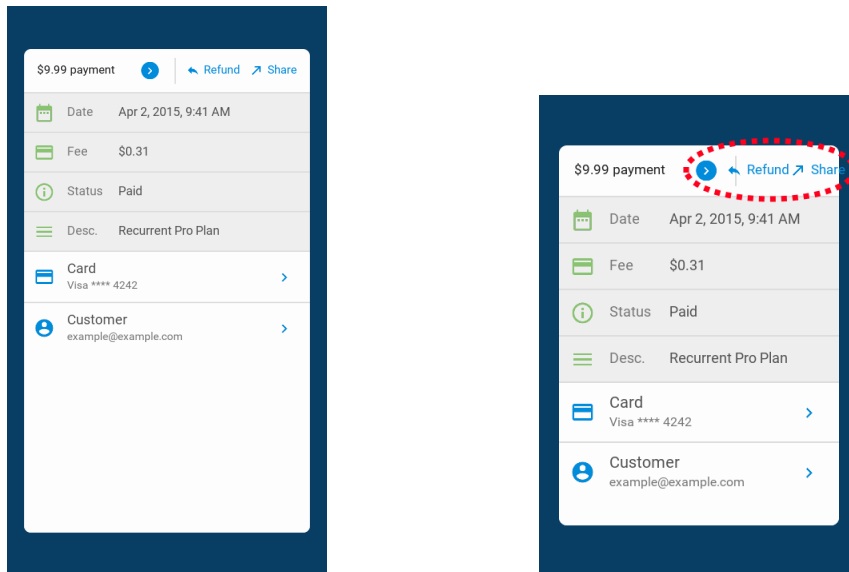 $9.99 payment Refund Share
Date Apr 2, 2015, 9:41 AM
Fee $0.31
Status Paid
Desc. Recurrent Pro Plan
Card
Visa **** 4242
Customer
example@example.com
$9.99 payment Refund Share
Date Apr 2, 2015, 9:41 AM
Fee $0.31
Status Paid
Desc. Recurrent Pro Plan
Card
Visa **** 4242
Customer
example@example.com